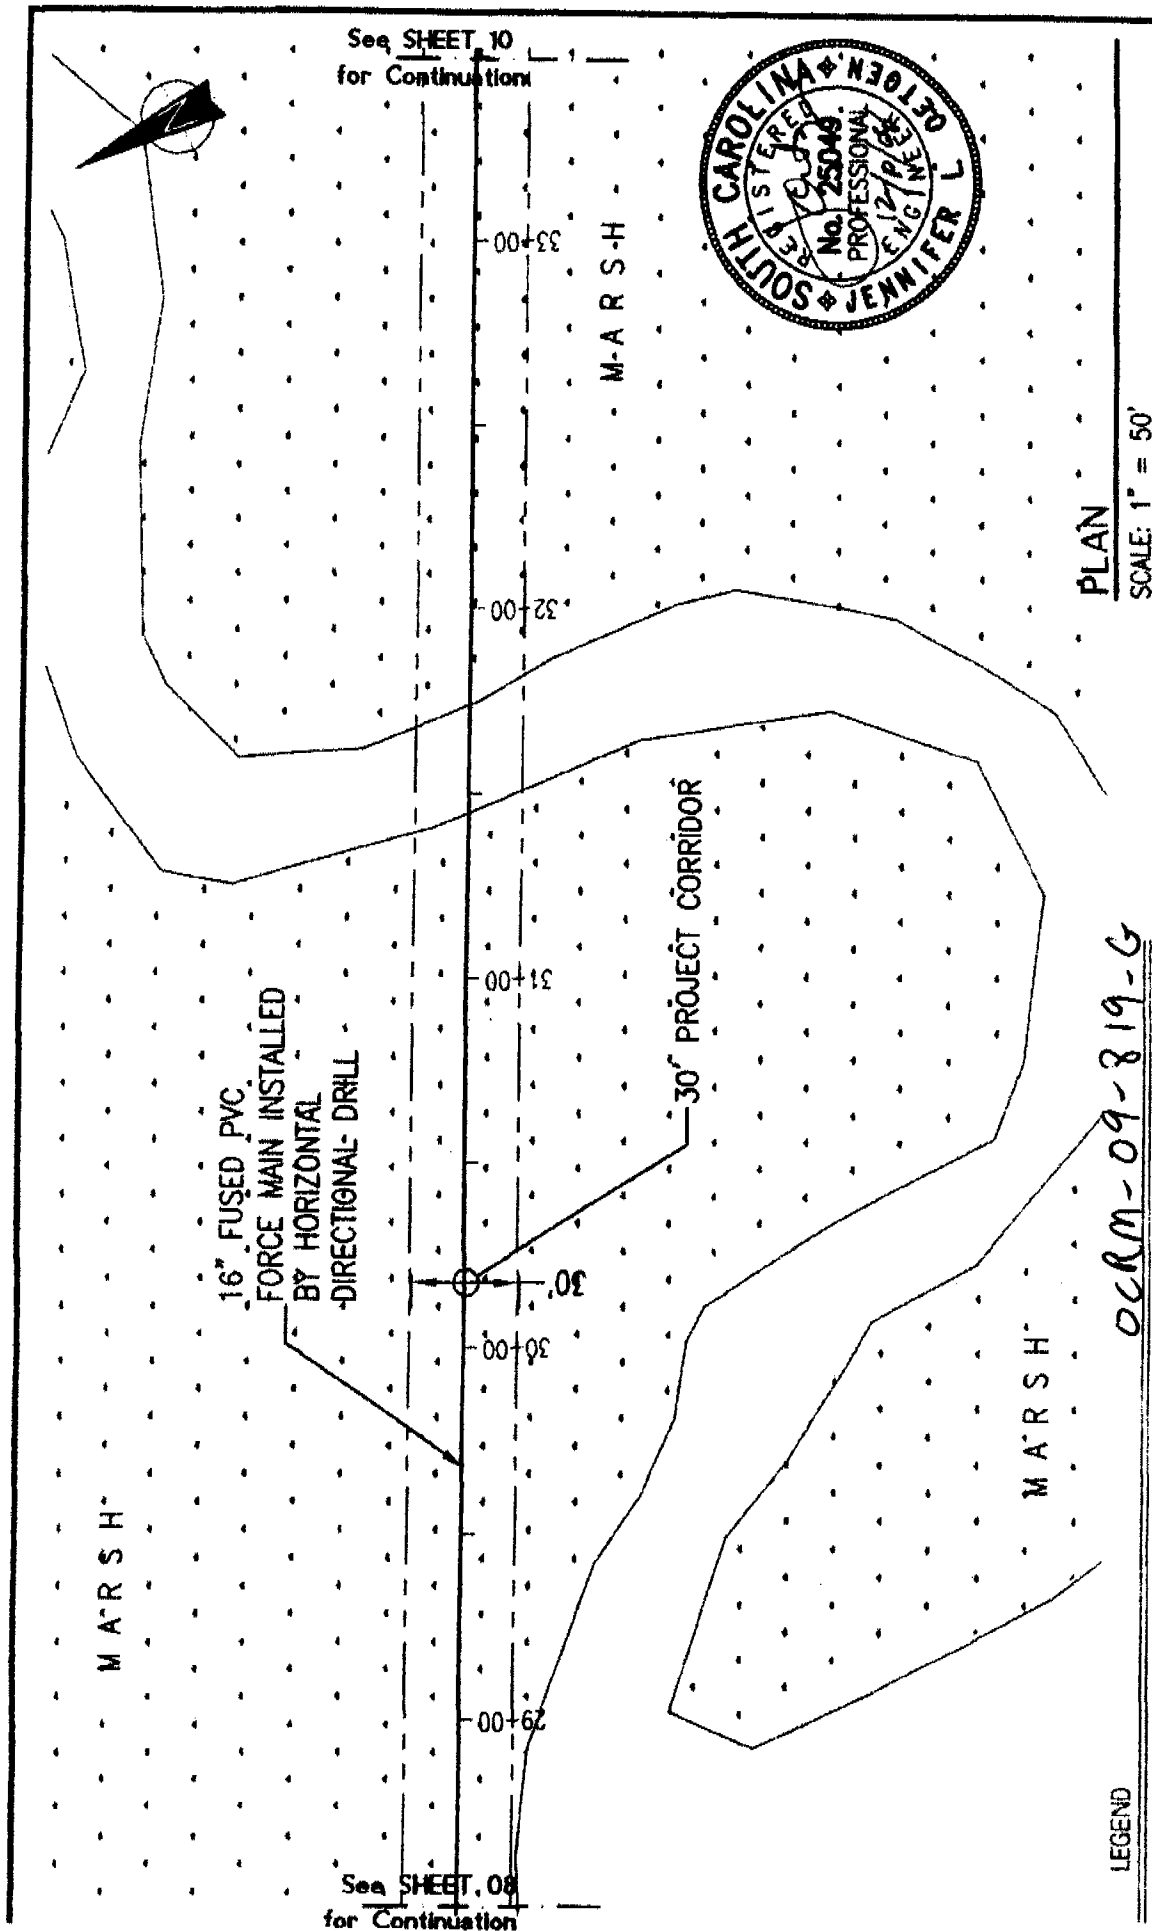 See SHEET 10
for Continuation
SOUTH CAROLINA
JENNIFER L OETGEN
REGISTERED
No. 25049
PROFESSIONAL
ENGINEER
33+00
MARSH
32+00
PLAN
SCALE: 1" = 50'
31+00
16" FUSED PVC
FORCE MAIN INSTALLED
BY HORIZONTAL
DIRECTIONAL DRILL
30' PROJECT CORRIDOR
30'
30+00
MARSH
MARSH
29+00
OCRM-09-819-G
See SHEET 08
for Continuation
LEGEND